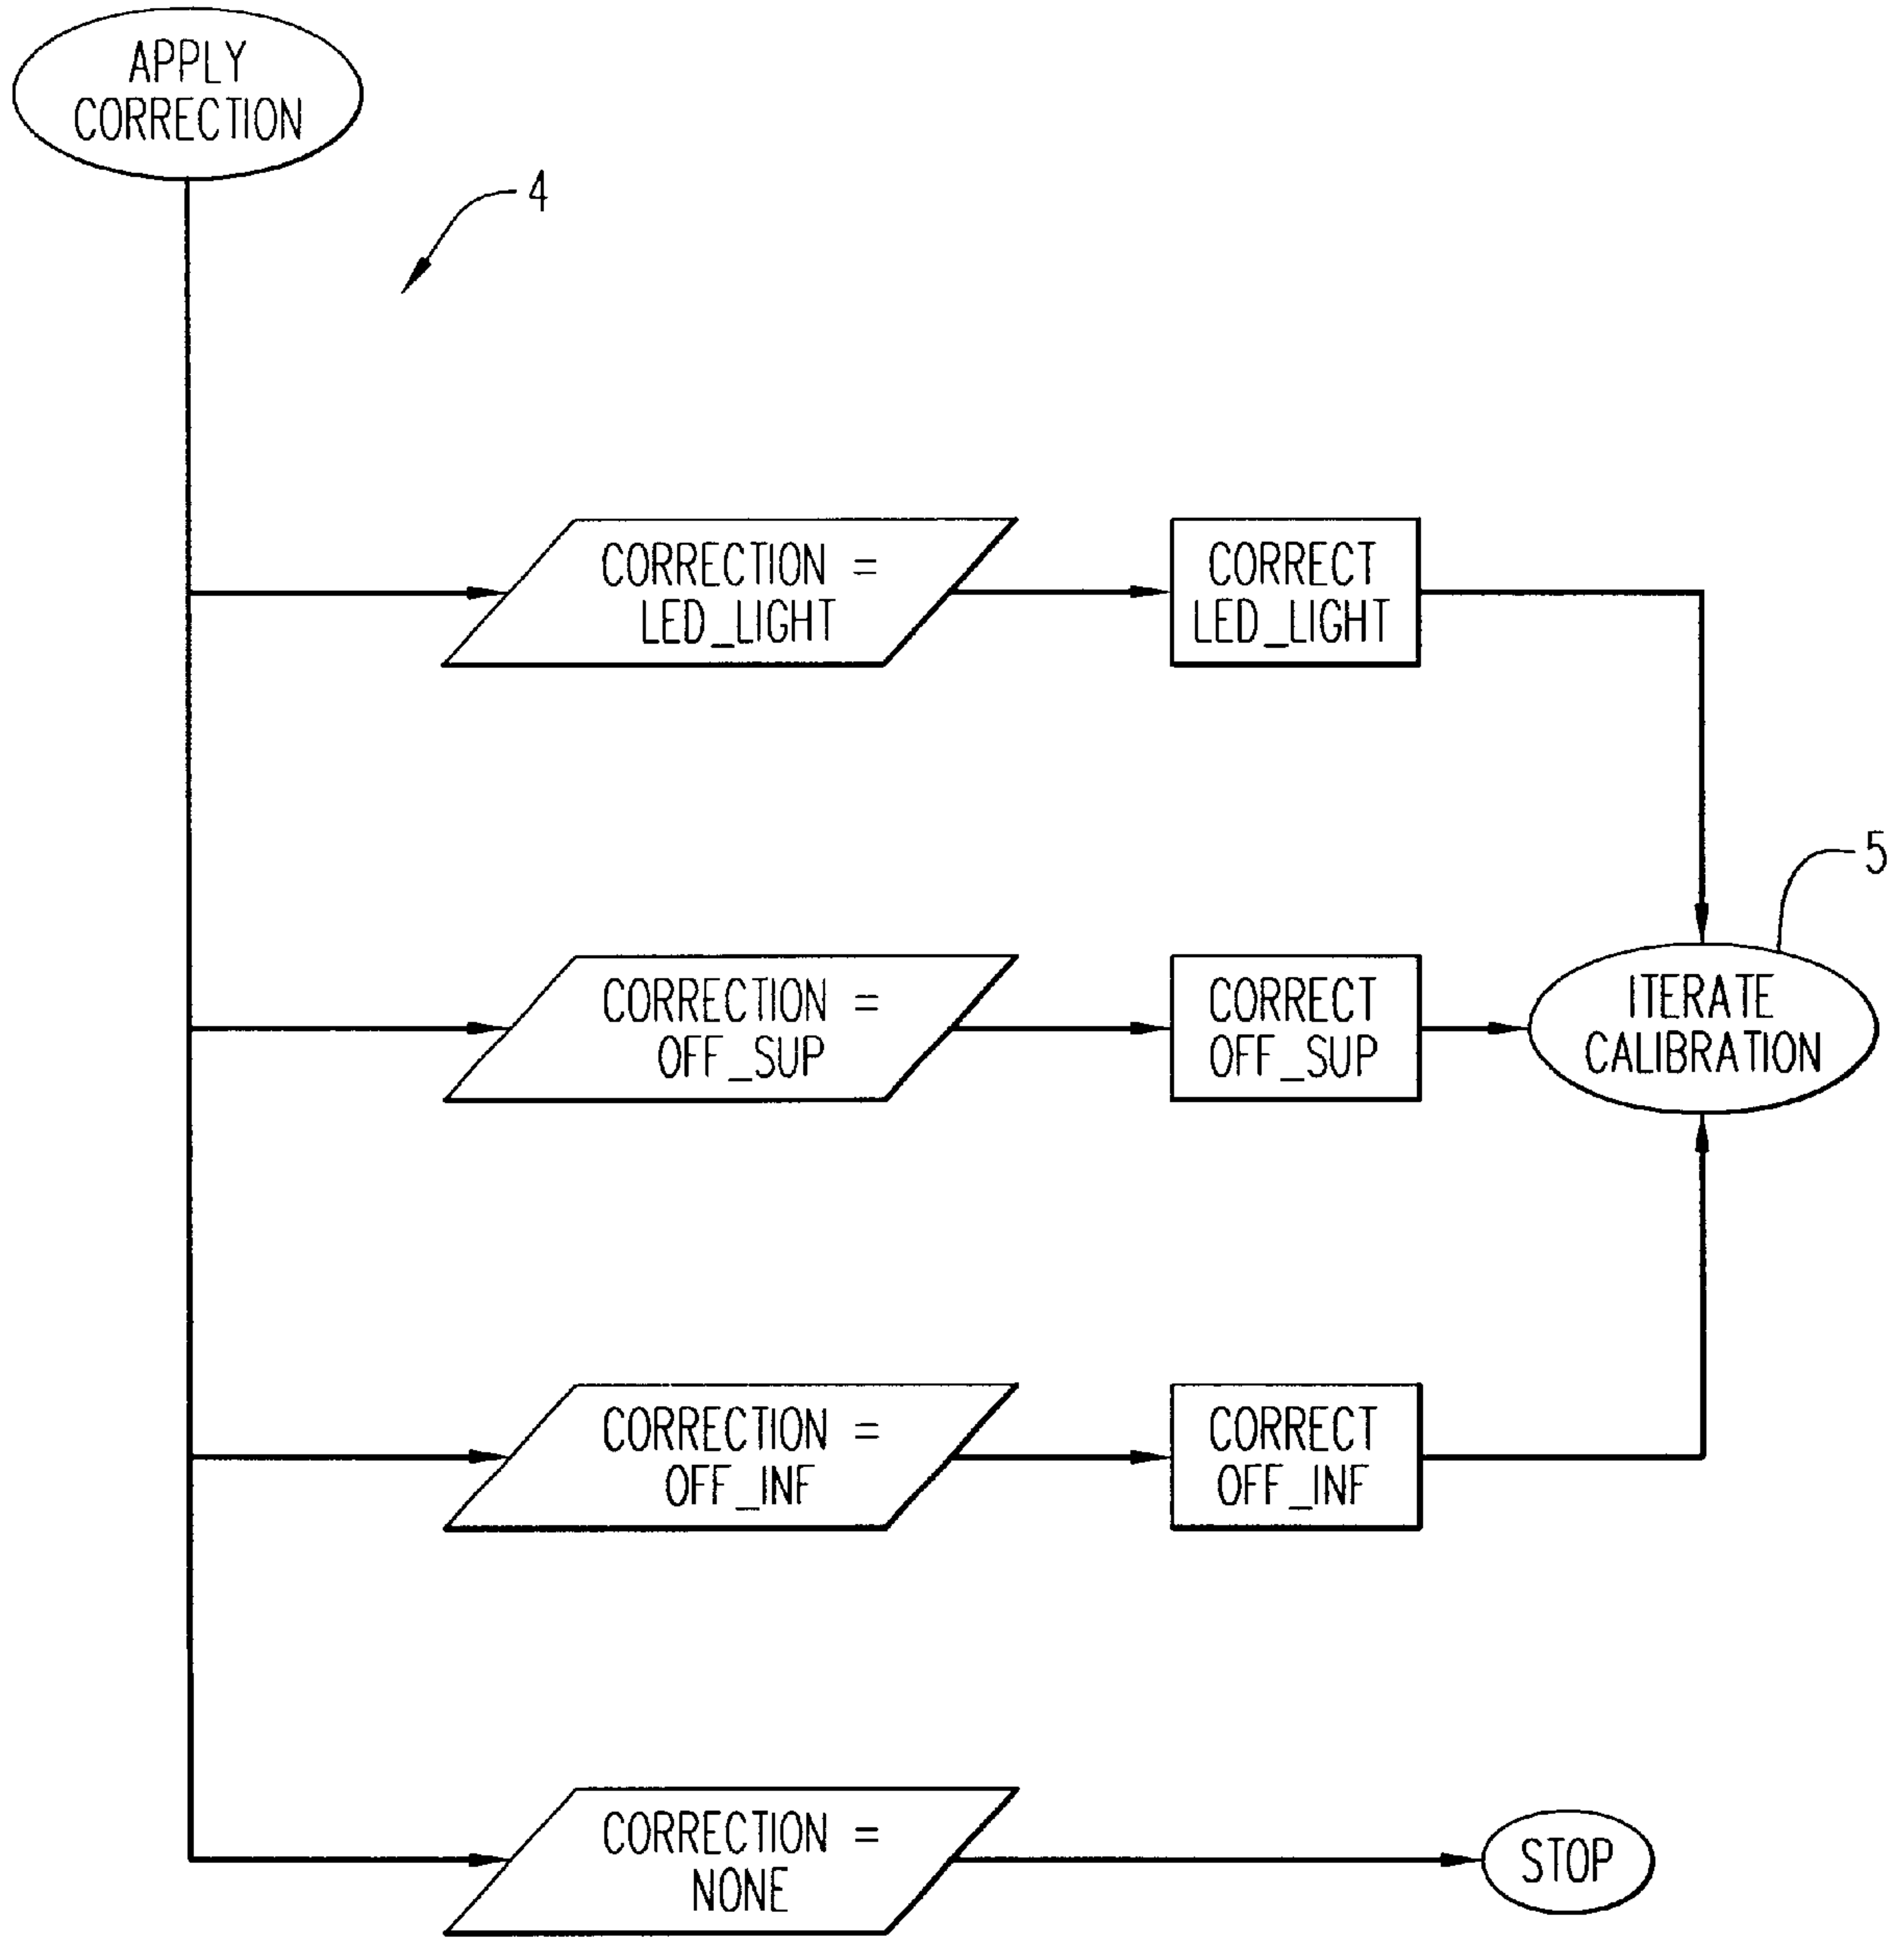 APPLY
CORRECTION
4
CORRECTION =
LED_LIGHT
CORRECT
LED_LIGHT
5
CORRECTION =
OFF_SUP
CORRECT
OFF_SUP
ITERATE
CALIBRATION
CORRECTION =
OFF_INF
CORRECT
OFF_INF
CORRECTION =
NONE
STOP